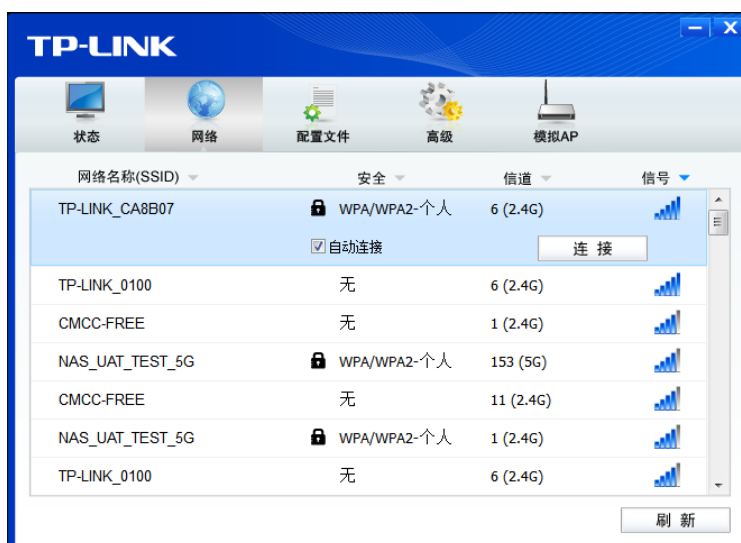 TP-LINK
状态 网络 配置文件 高级 模拟AP
网络名称(SSID) 安全 信道 信号
TP-LINK_CA8B07 WPA/WPA2-个人 6 (2.4G)
自动连接 连 接
TP-LINK_0100 无 6 (2.4G)
CMCC-FREE 无 1 (2.4G)
NAS_UAT_TEST_5G WPA/WPA2-个人 153 (5G)
CMCC-FREE 无 11 (2.4G)
NAS_UAT_TEST_5G WPA/WPA2-个人 1 (2.4G)
TP-LINK_0100 无 6 (2.4G)
刷 新